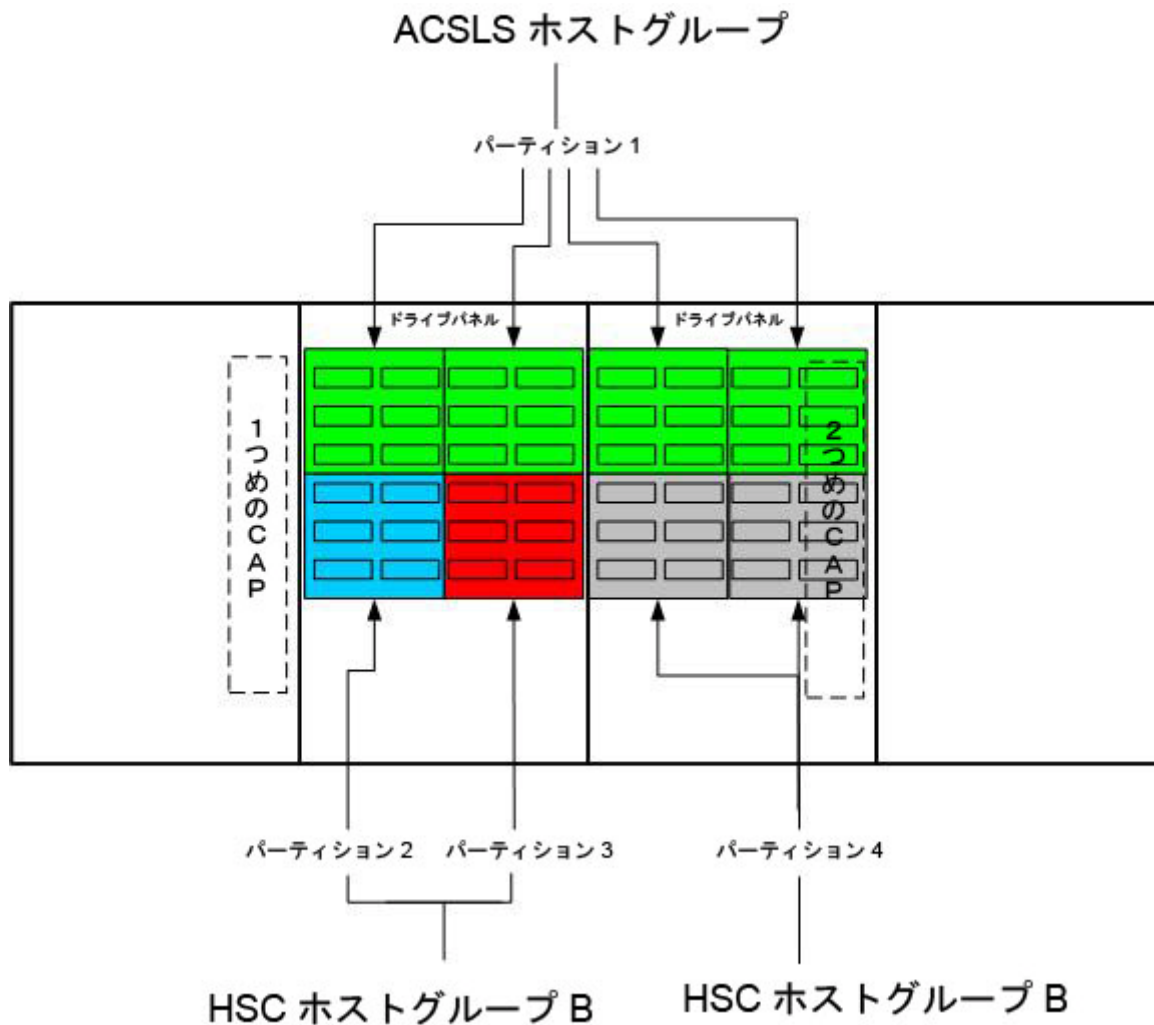 ACSLS ホストグループ
パーティション 1
ドライブパネル
ドライブパネル
1つめのCAP
2つめのCAP
パーティション 2
パーティション 3
パーティション 4
HSC ホストグループ B
HSC ホストグループ B